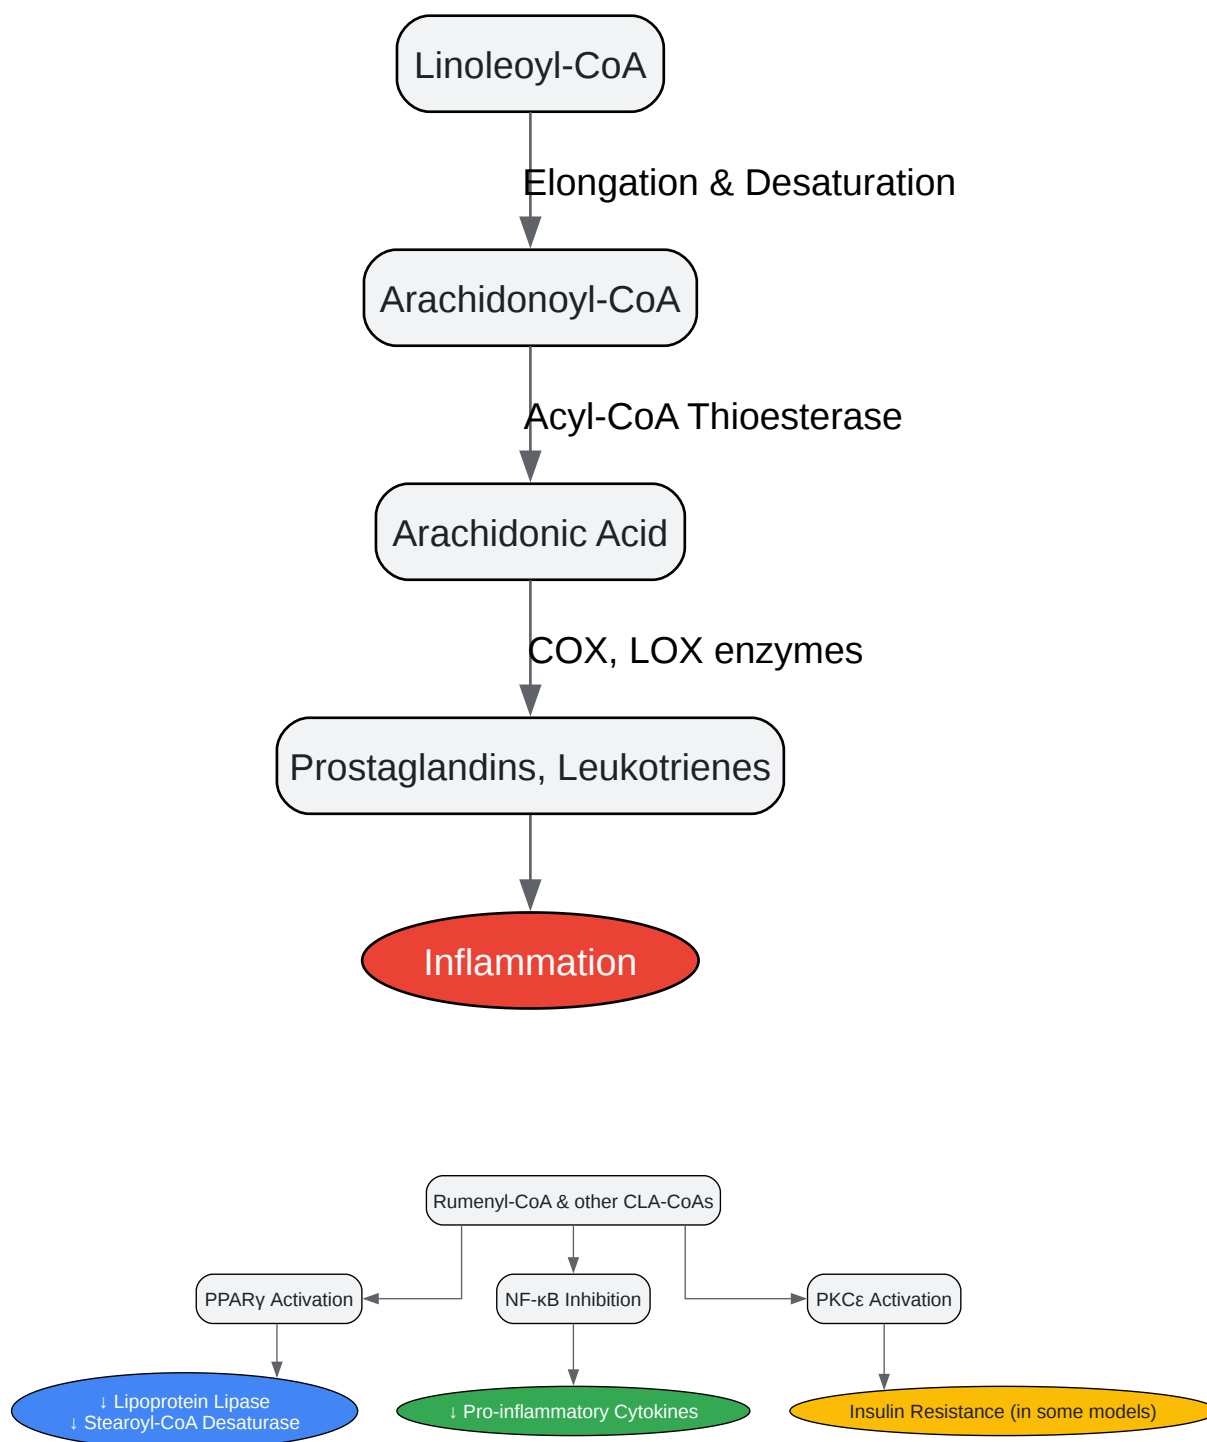 Linoleoyl-CoA
Elongation & Desaturation
Arachidonoyl-CoA
Acyl-CoA Thioesterase
Arachidonic Acid
COX, LOX enzymes
Prostaglandins, Leukotrienes
Inflammation
Rumenyl-CoA & other CLA-CoAs
PPARγ Activation
NF-κB Inhibition
PKCε Activation
↓ Lipoprotein Lipase
↓ Stearoyl-CoA Desaturase
↓ Pro-inflammatory Cytokines
Insulin Resistance (in some models)